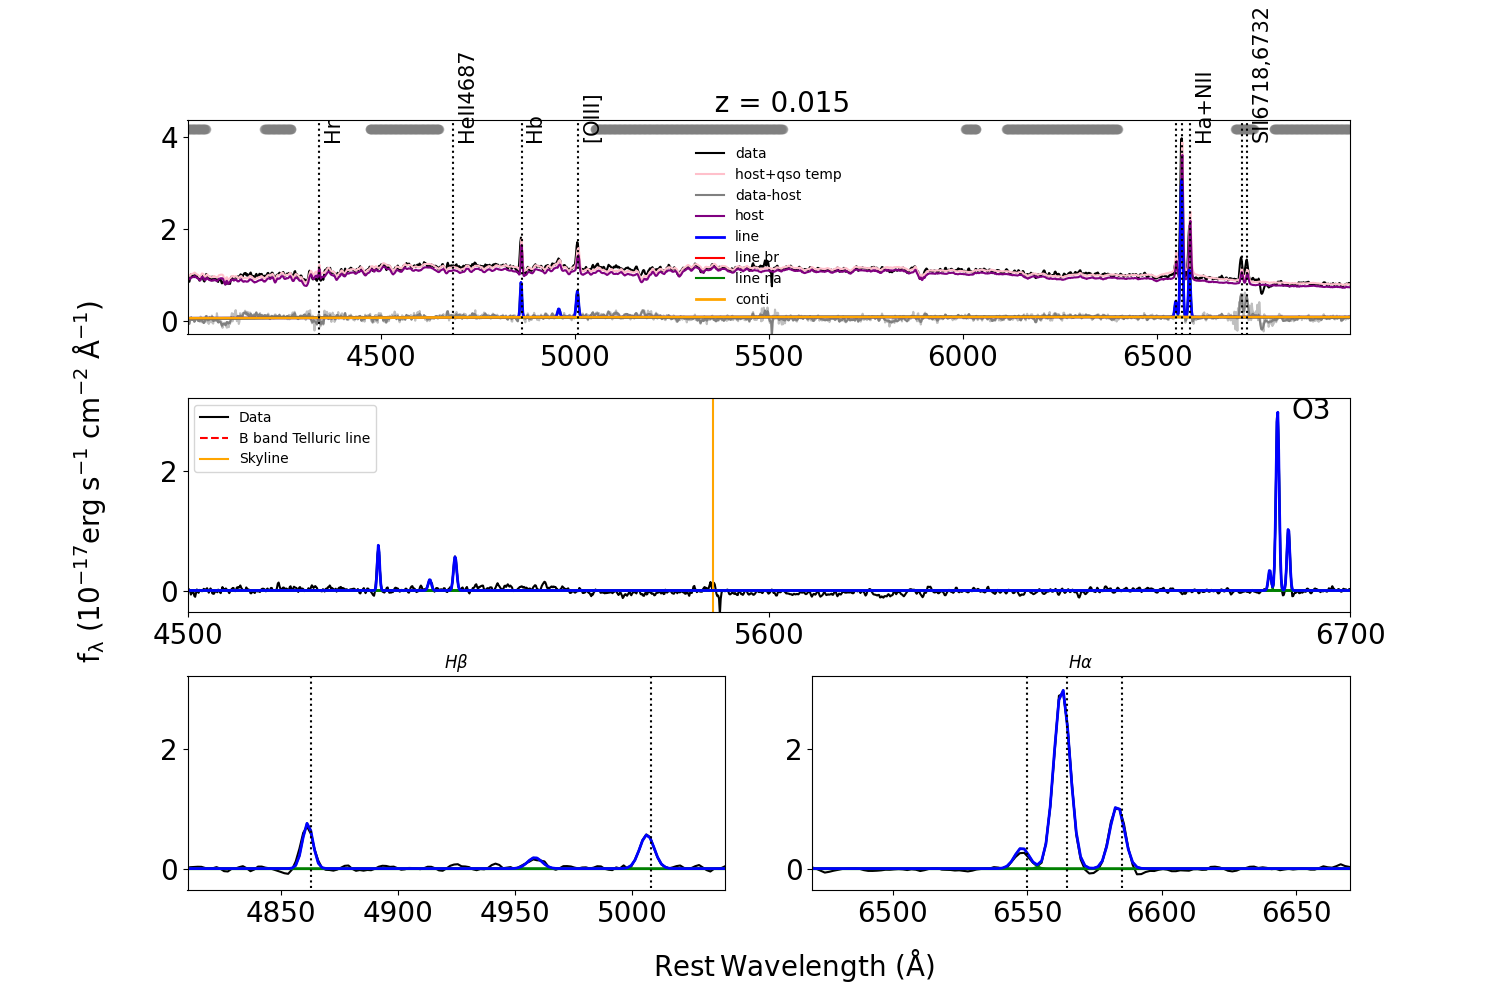 z = 0.015
Hr
HeII4687
Hb
[OIII]
Ha+NII
SII6718,6732
4
2
0
data
host+qso temp
data-host
host
line
line br
line na
conti
4500
5000
5500
6000
6500
Data
B band Telluric line
Skyline
O3
2
0
4500
5600
6700
fλ (10−17erg s−1 cm−2 Å−1)
Hβ
2
0
4850
4900
4950
5000
Hα
2
0
6500
6550
6600
6650
Rest Wavelength (Å)